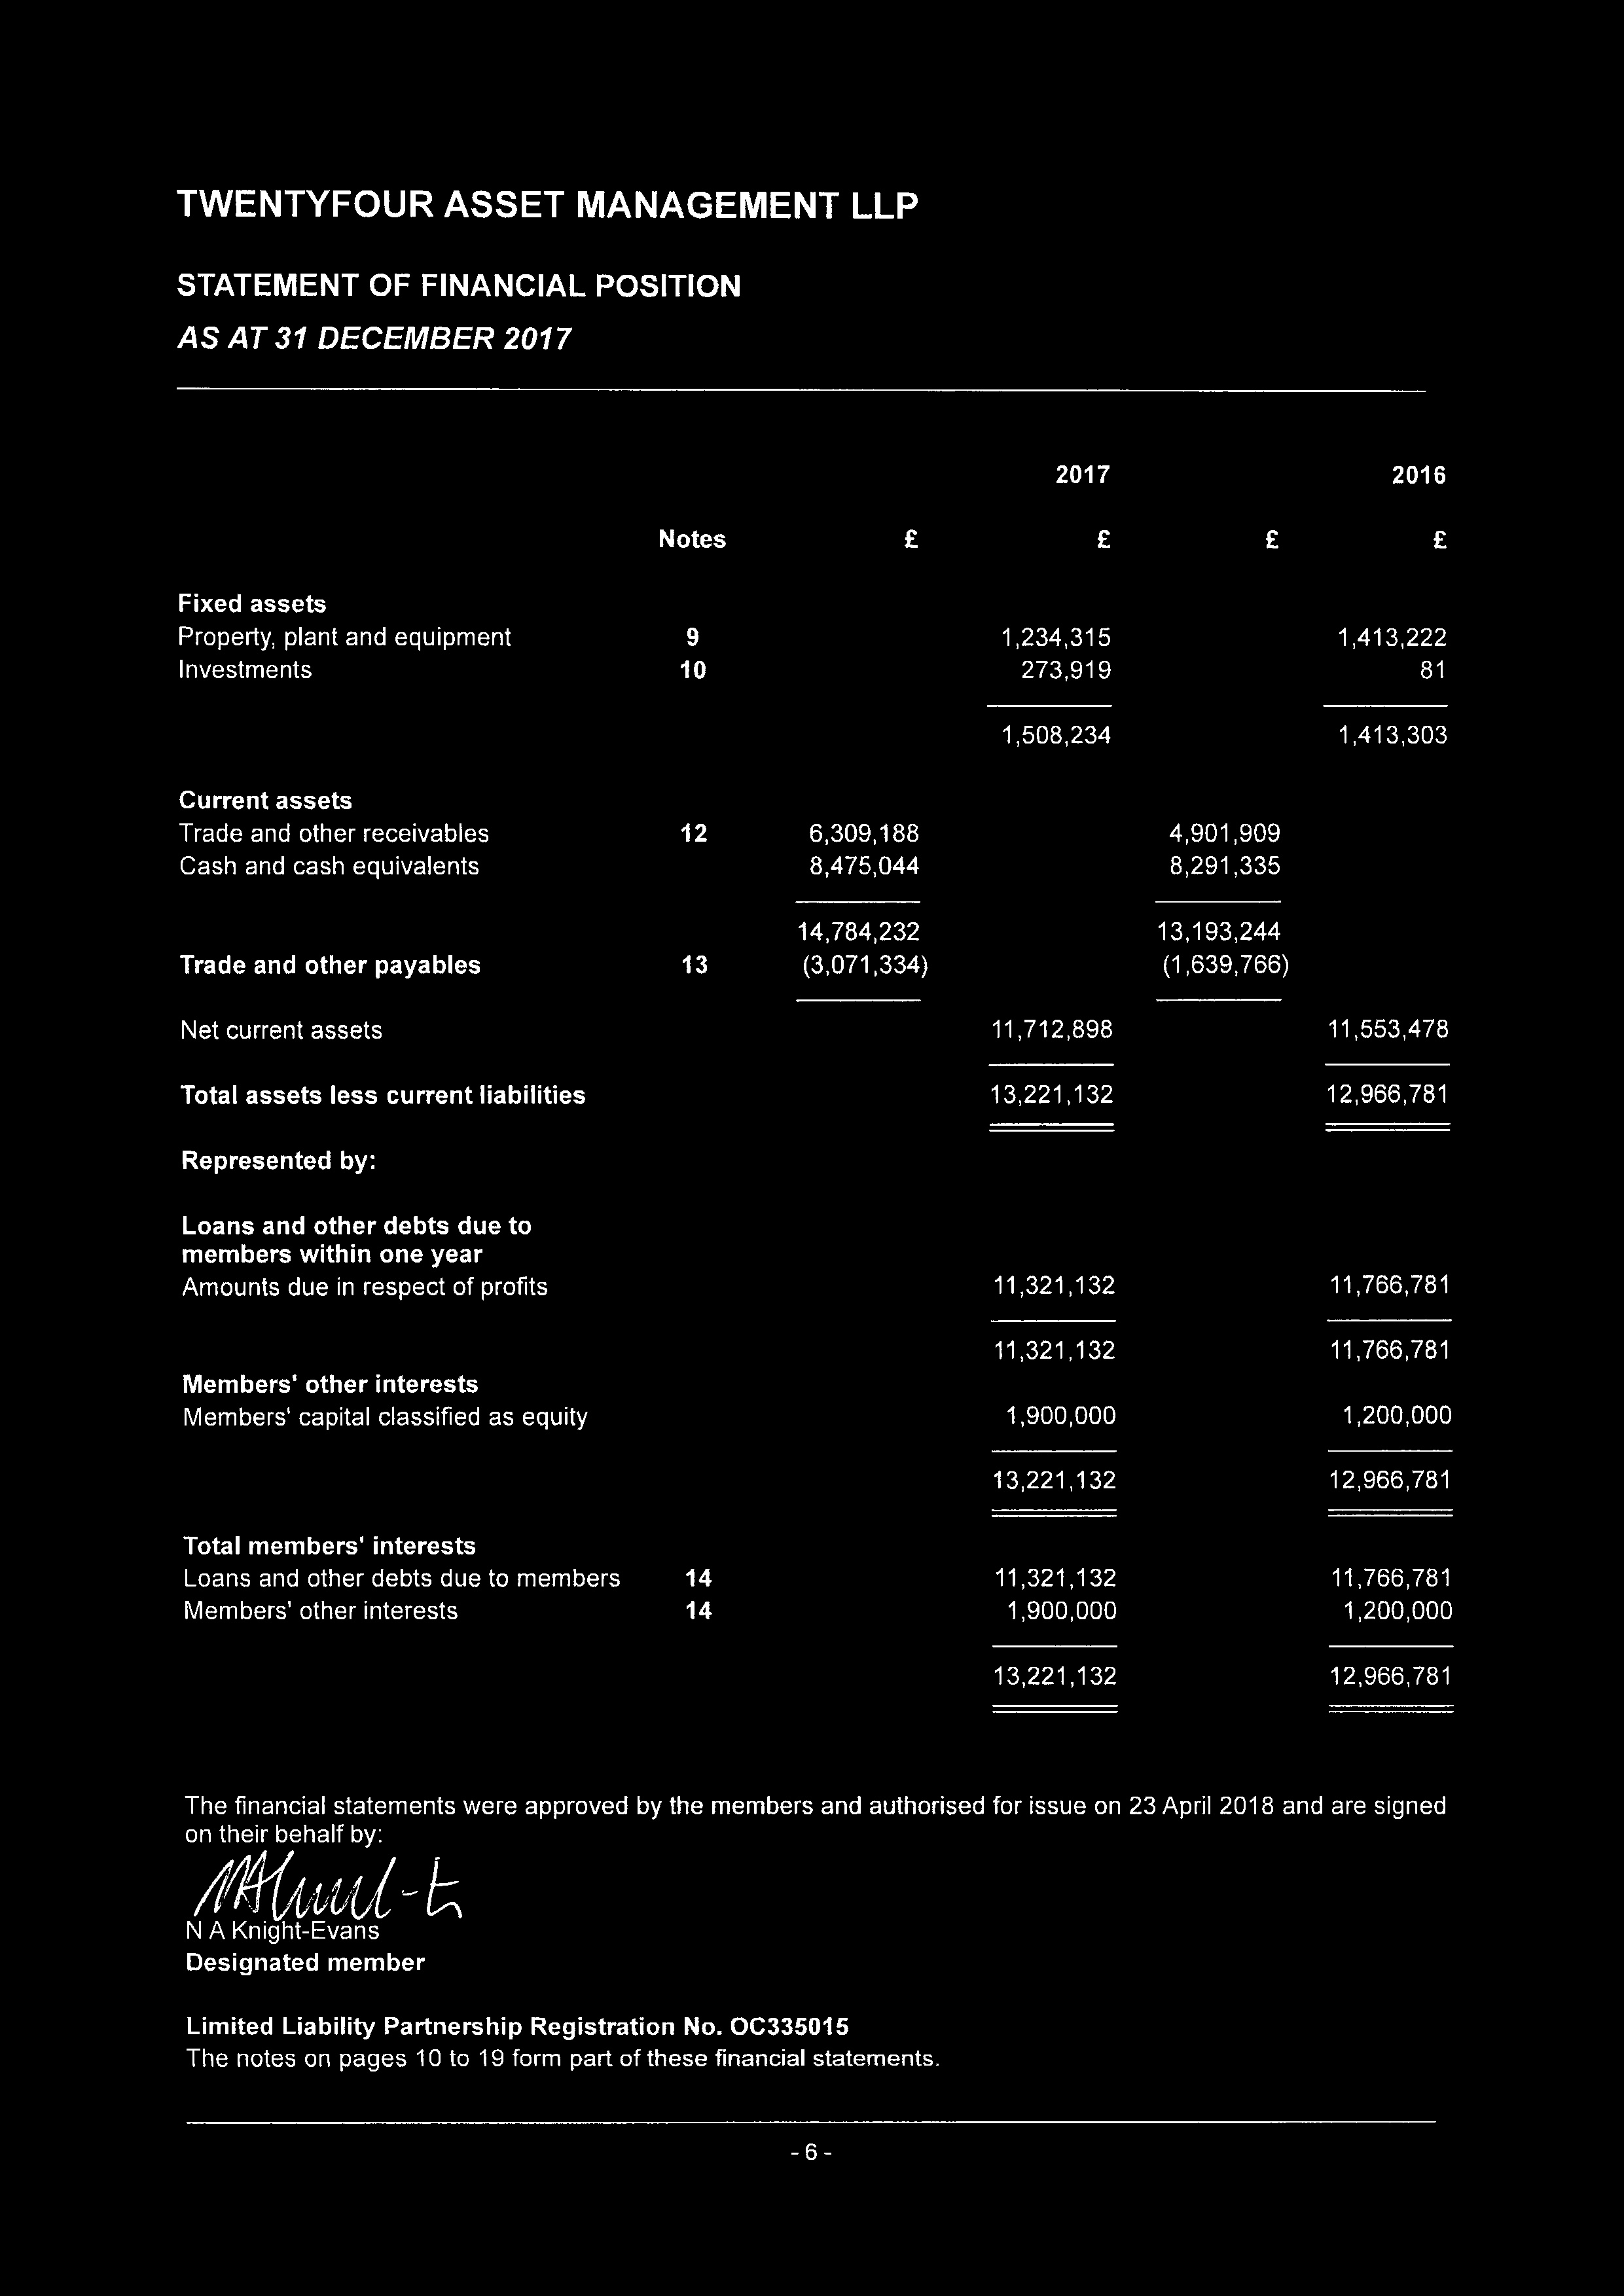 TWENTYFOUR ASSET MANAGEMENT LLP
STATEMENT OF FINANCIAL POSITION
AS AT 31 DECEMBER 2017
2017 2016
Notes £ £ £ £
Fixed assets
Property, plant and equipment 9 1,234,315 1,413,222
Investments 10 273,919 81
1,508,234 1,413,303
Current assets
Trade and other receivables 12 6,309,188 4,901,909
Cash and cash equivalents 8,475,044 8,291,335
14,784,232 13,193,244
Trade and other payables 13 (3,071,334) (1,639,766)
Net current assets 11,712,898 11,553,478
Total assets less current liabilities 13,221,132 12,966,781
Represented by:
Loans and other debts due to
members within one year
Amounts due in respect of profits 11,321,132 11,766,781
11,321,132 11,766,781
Members' other interests
Members' capital classified as equity 1,900,000 1,200,000
13,221,132 12,966,781
Total members' interests
Loans and other debts due to members 14 11,321,132 11,766,781
Members' other interests 14 1,900,000 1,200,000
13,221,132 12,966,781
The financial statements were approved by the members and authorised for issue on 23 April 2018 and are signed
on their behalf by:
N A Knight-Evans
Designated member
Limited Liability Partnership Registration No. OC335015
The notes on pages 10 to 19 form part of these financial statements.
- 6 -